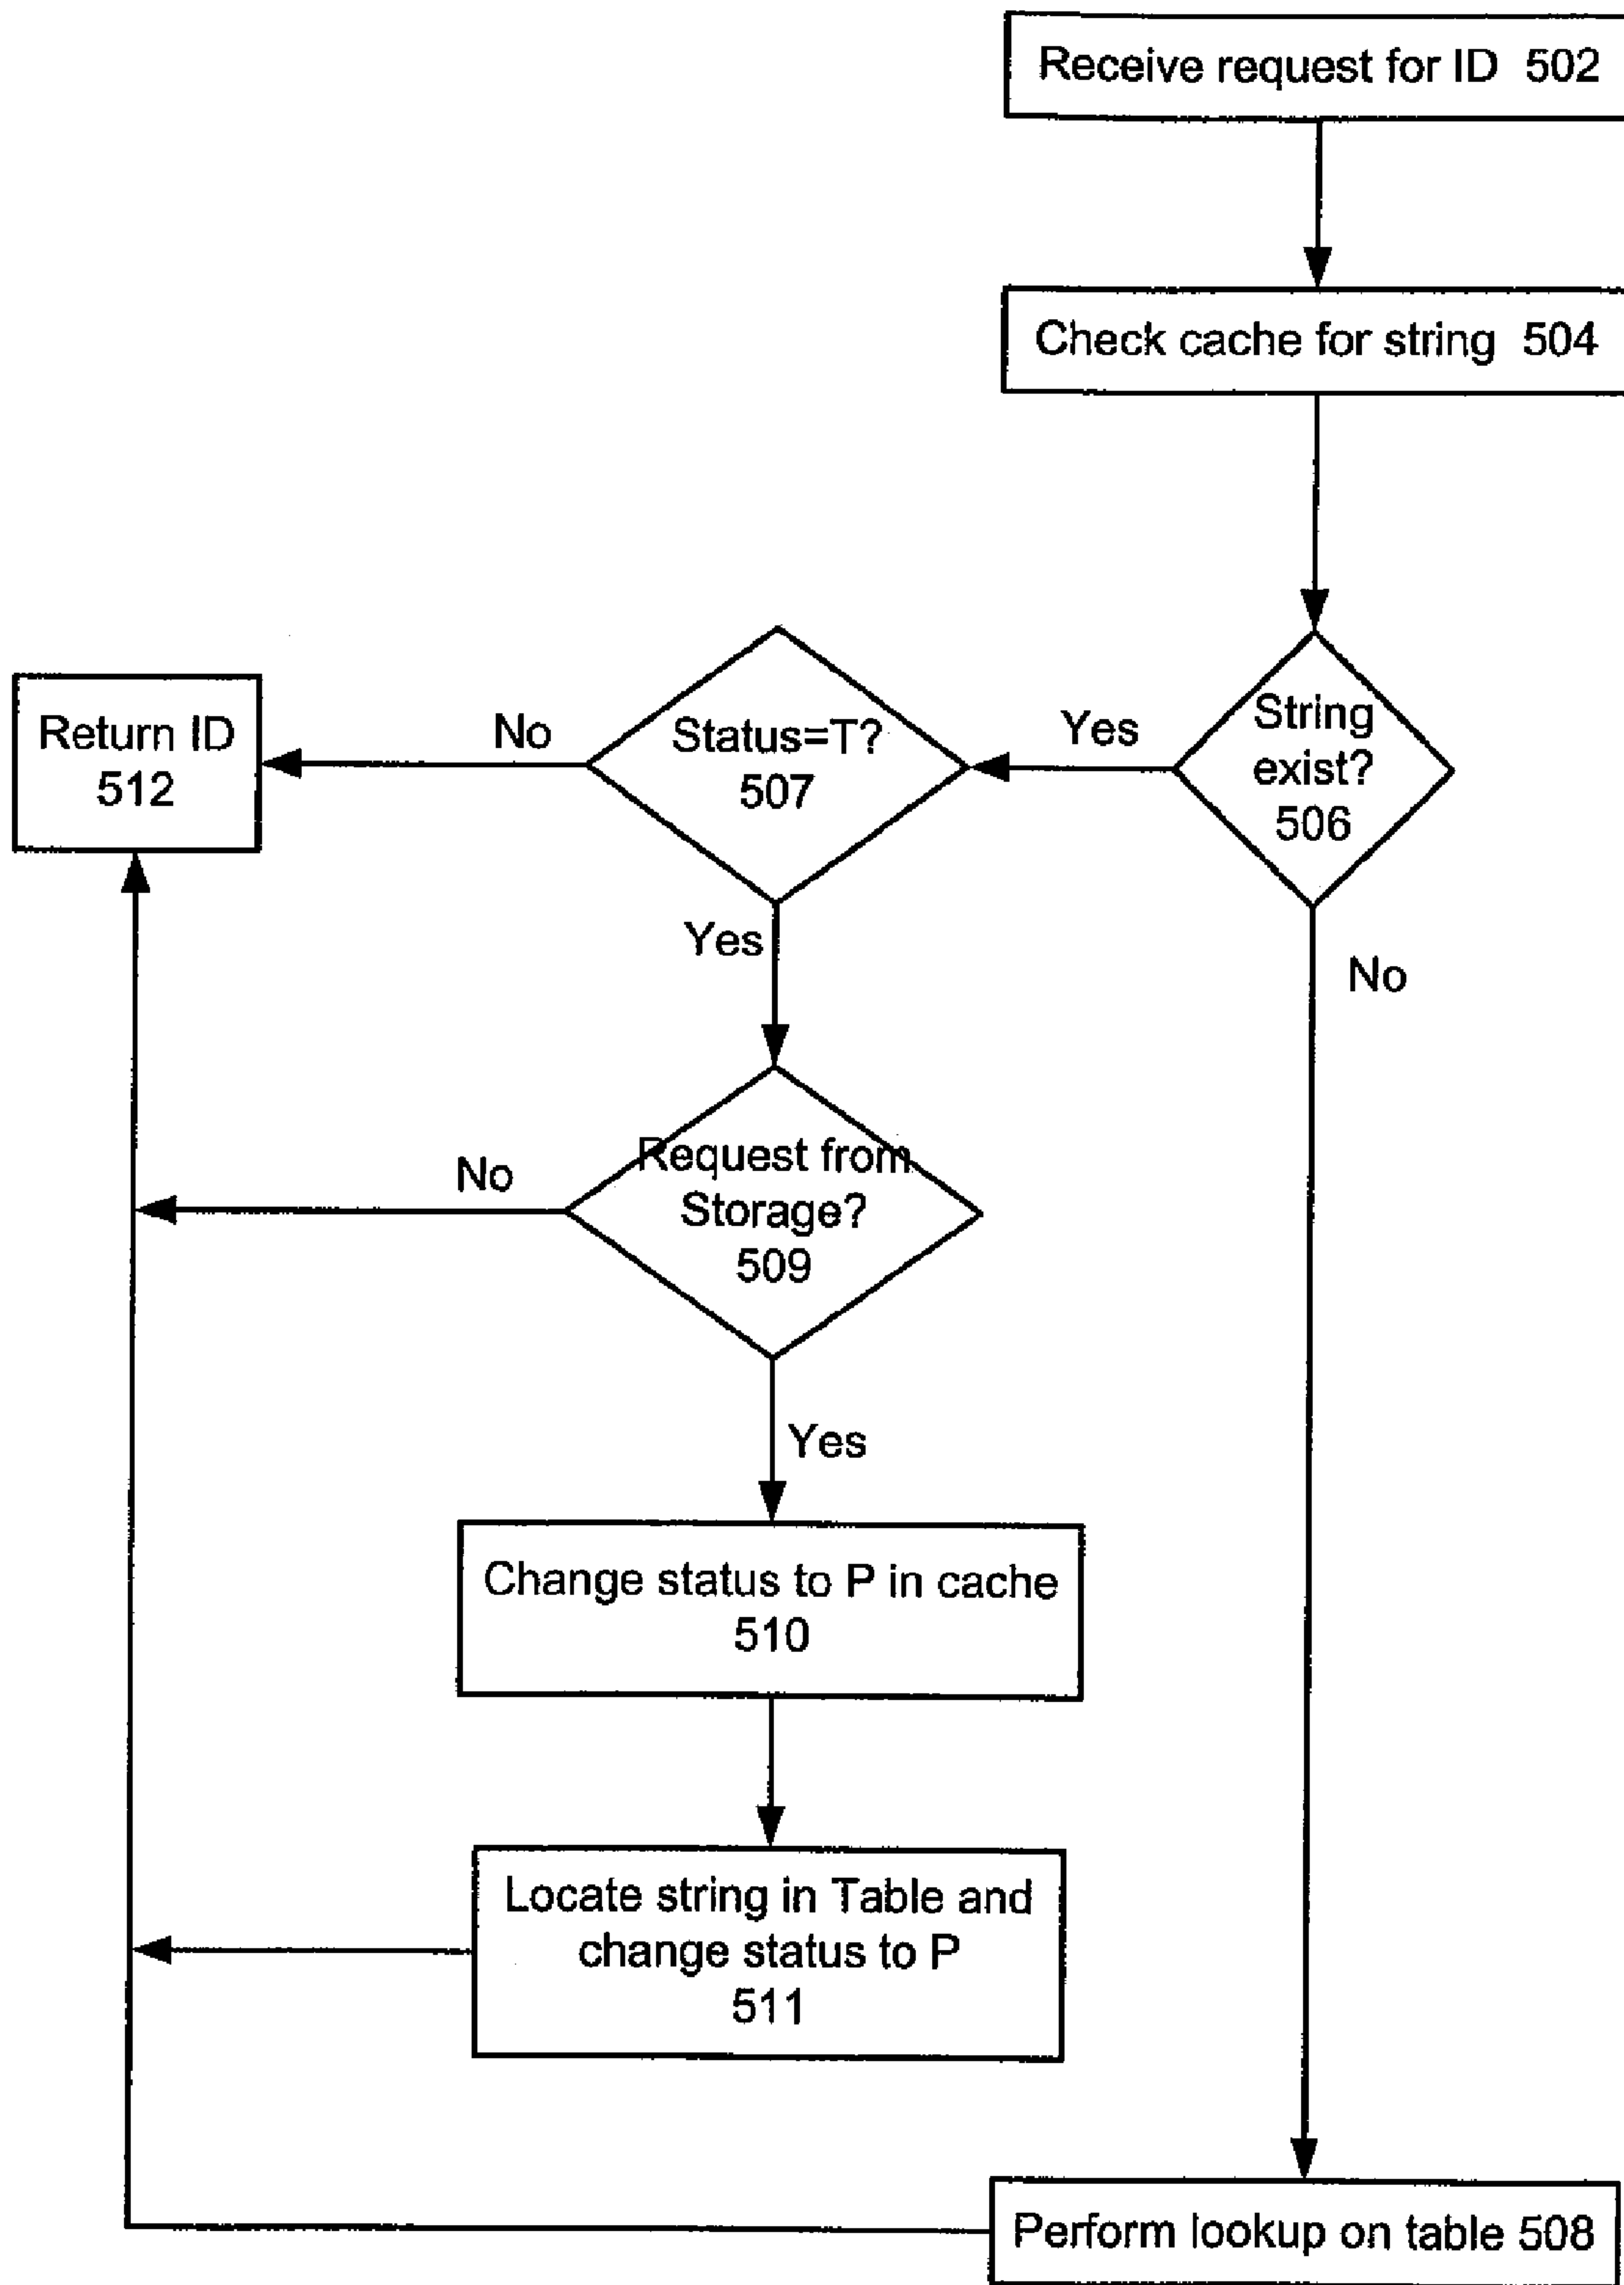 Receive request for ID 502
Check cache for string 504
String
exist?
506
Yes
No
Status=T?
507
No
Yes
Return ID
512
Request from
Storage?
509
No
Yes
Change status to P in cache
510
Locate string in Table and
change status to P
511
Perform lookup on table 508